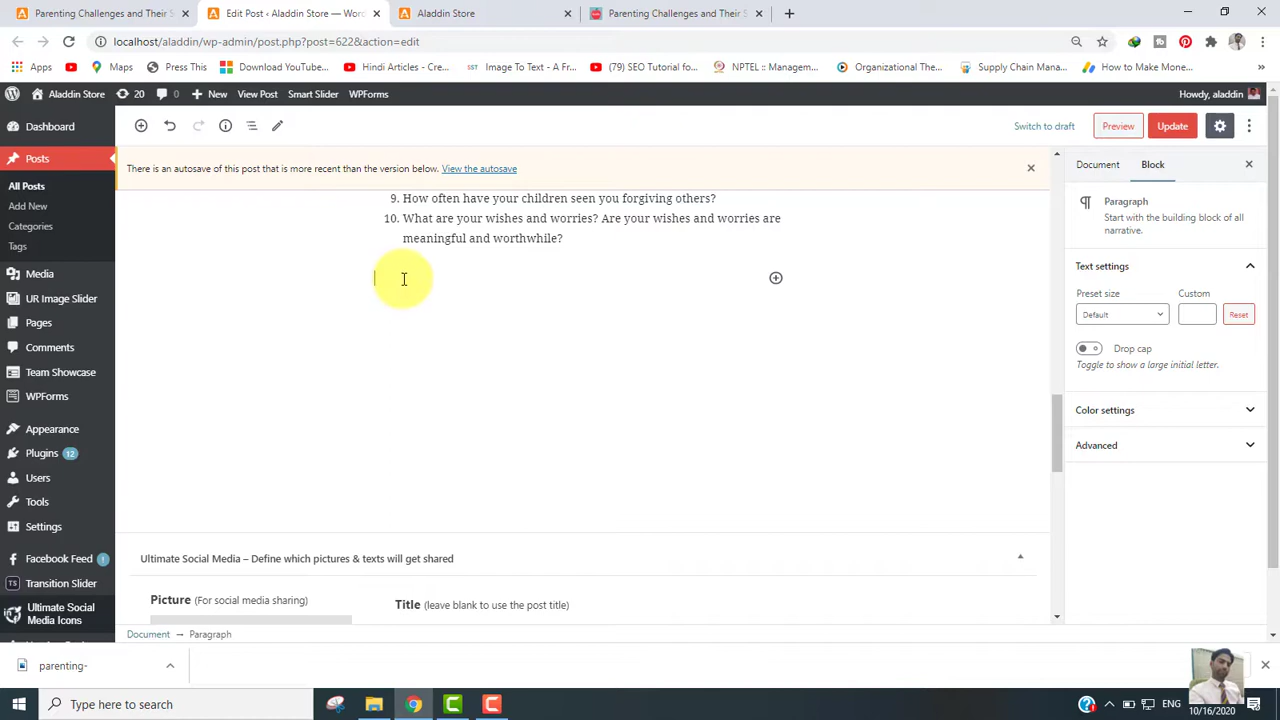 Parenting Challenges and Their S
Edit Post ‹ Aladdin Store — Wor
Aladdin Store
Parenting Challenges and Their S
localhost/aladdin/wp-admin/post.php?post=622&action=edit
Apps
Maps
Press This
Download YouTube...
Hindi Articles - Cre...
SST
Image To Text - A Fr...
(79) SEO Tutorial fo...
NPTEL :: Managem...
Organizational The...
Supply Chain Mana...
How to Make Mone...
Aladdin Store
20
0
New
View Post
Smart Slider
WPForms
Howdy, aladdin
Dashboard
Posts
All Posts
Add New
Categories
Tags
Media
UR Image Slider
Pages
Comments
Team Showcase
WPForms
Appearance
Plugins 12
Users
Tools
Settings
Facebook Feed !
TS Transition Slider
Ultimate Social
Media Icons
Switch to draft
Preview
Update
There is an autosave of this post that is more recent than the version below. View the autosave
9. How often have your children seen you forgiving others?
10. What are your wishes and worries? Are your wishes and worries are
meaningful and worthwhile?
Document
Block
Paragraph
Start with the building block of all
narrative.
Text settings
Preset size
Custom
Default
Reset
Drop cap
Toggle to show a large initial letter.
Color settings
Advanced
Ultimate Social Media – Define which pictures & texts will get shared
Picture (For social media sharing)
Title (leave blank to use the post title)
Document → Paragraph
parenting-
Type here to search
ENG
10/16/2020